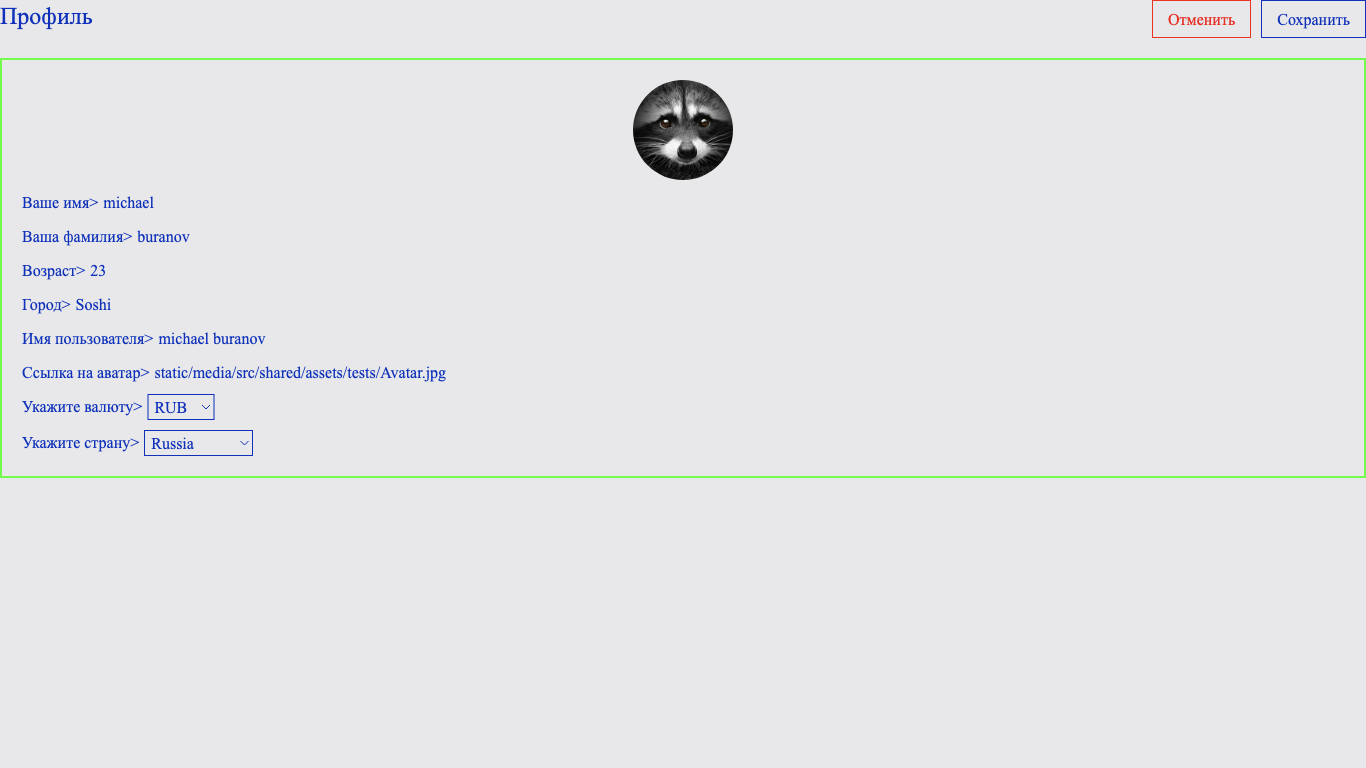 Профиль
Отменить
Сохранить
Ваше имя> michael
Ваша фамилия> buranov
Возраст> 23
Город> Soshi
Имя пользователя> michael buranov
Ссылка на аватар> static/media/src/shared/assets/tests/Avatar.jpg
Укажите валюту> RUB
Укажите страну> Russia